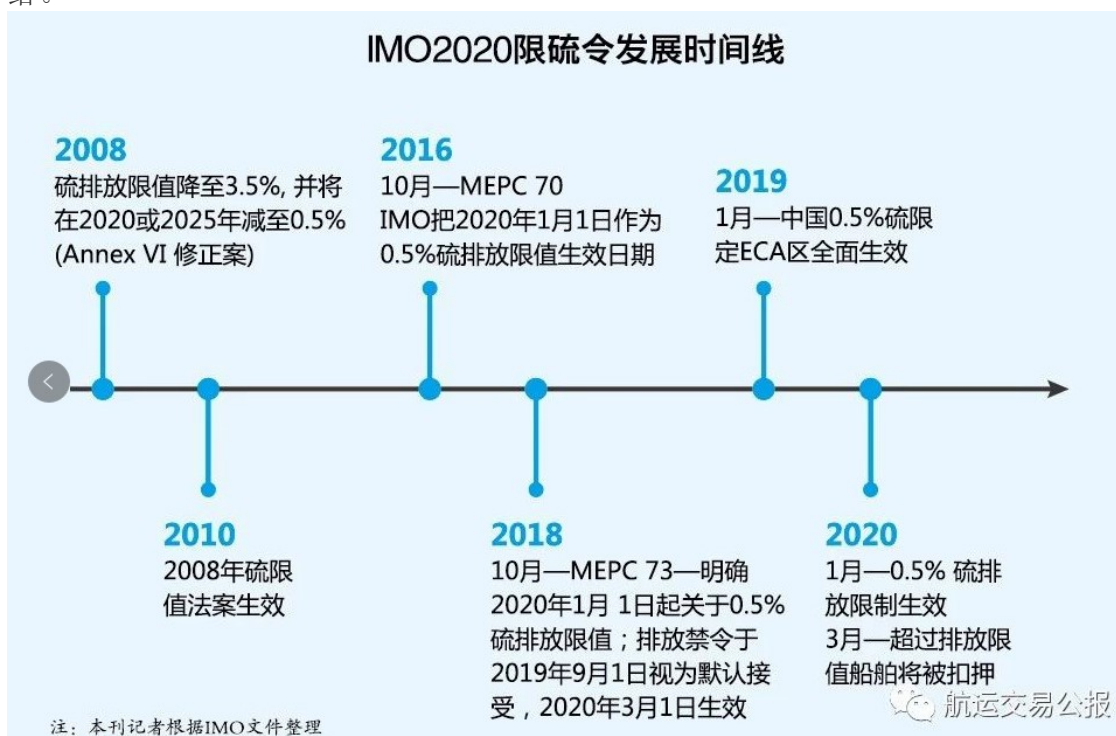 IMO2020限硫令发展时间线
2008
硫排放限值降至3.5%, 并将
在2020或2025年减至0.5%
(Annex VI 修正案)
2016
10月—MEPC 70
IMO把2020年1月1日作为
0.5%硫排放限值生效日期
2019
1月—中国0.5%硫限
定ECA区全面生效
2010
2008年硫限
值法案生效
2018
10月—MEPC 73—明确
2020年1月 1日起关于0.5%
硫排放限值；排放禁令于
2019年9月1日视为默认接
受，2020年3月1日生效
2020
1月—0.5% 硫排
放限制生效
3月—超过排放限
值船舶将被扣押
航运交易公报
注: 本刊记者根据IMO文件整理